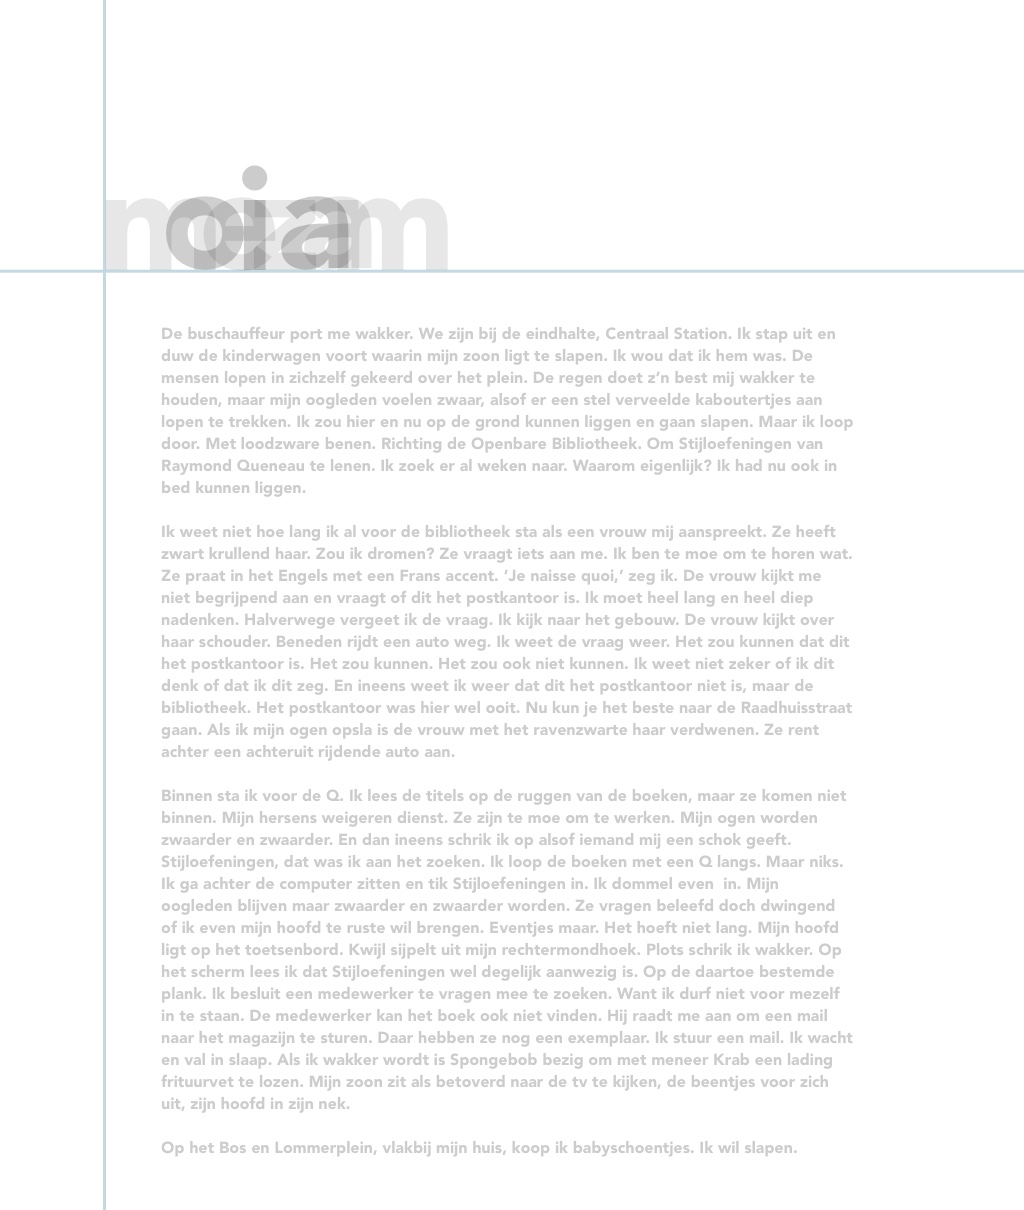 De buschauffeur port me wakker. We zijn bij de eindhalte, Centraal Station. Ik stap uit en
duw de kinderwagen voort waarin mijn zoon ligt te slapen. Ik wou dat ik hem was. De
mensen lopen in zichzelf gekeerd over het plein. De regen doet z’n best mij wakker te
houden, maar mijn oogleden voelen zwaar, alsof er een stel verveelde kaboutertjes aan
lopen te trekken. Ik zou hier en nu op de grond kunnen liggen en gaan slapen. Maar ik loop
door. Met loodzware benen. Richting de Openbare Bibliotheek. Om Stijloefeningen van
Raymond Queneau te lenen. Ik zoek er al weken naar. Waarom eigenlijk? Ik had nu ook in
bed kunnen liggen.
Ik weet niet hoe lang ik al voor de bibliotheek sta als een vrouw mij aanspreekt. Ze heeft
zwart krullend haar. Zou ik dromen? Ze vraagt iets aan me. Ik ben te moe om te horen wat.
Ze praat in het Engels met een Frans accent. ‘Je naisse quoi,’ zeg ik. De vrouw kijkt me
niet begrijpend aan en vraagt of dit het postkantoor is. Ik moet heel lang en heel diep
nadenken. Halverwege vergeet ik de vraag. Ik kijk naar het gebouw. De vrouw kijkt over
haar schouder. Beneden rijdt een auto weg. Ik weet de vraag weer. Het zou kunnen dat dit
het postkantoor is. Het zou kunnen. Het zou ook niet kunnen. Ik weet niet zeker of ik dit
denk of dat ik dit zeg. En ineens weet ik weer dat dit het postkantoor niet is, maar de
bibliotheek. Het postkantoor was hier wel ooit. Nu kun je het beste naar de Raadhuisstraat
gaan. Als ik mijn ogen opsla is de vrouw met het ravenzwarte haar verdwenen. Ze rent
achter een achteruit rijdende auto aan.
Binnen sta ik voor de Q. Ik lees de titels op de ruggen van de boeken, maar ze komen niet
binnen. Mijn hersens weigeren dienst. Ze zijn te moe om te werken. Mijn ogen worden
zwaarder en zwaarder. En dan ineens schrik ik op alsof iemand mij een schok geeft.
Stijloefeningen, dat was ik aan het zoeken. Ik loop de boeken met een Q langs. Maar niks.
Ik ga achter de computer zitten en tik Stijloefeningen in. Ik dommel even  in. Mijn
oogleden blijven maar zwaarder en zwaarder worden. Ze vragen beleefd doch dwingend
of ik even mijn hoofd te ruste wil brengen. Eventjes maar. Het hoeft niet lang. Mijn hoofd
ligt op het toetsenbord. Kwijl sijpelt uit mijn rechtermondhoek. Plots schrik ik wakker. Op
het scherm lees ik dat Stijloefeningen wel degelijk aanwezig is. Op de daartoe bestemde
plank. Ik besluit een medewerker te vragen mee te zoeken. Want ik durf niet voor mezelf
in te staan. De medewerker kan het boek ook niet vinden. Hij raadt me aan om een mail
naar het magazijn te sturen. Daar hebben ze nog een exemplaar. Ik stuur een mail. Ik wacht
en val in slaap. Als ik wakker wordt is Spongebob bezig om met meneer Krab een lading
frituurvet te lozen. Mijn zoon zit als betoverd naar de tv te kijken, de beentjes voor zich
uit, zijn hoofd in zijn nek.
Op het Bos en Lommerplein, vlakbij mijn huis, koop ik babyschoentjes. Ik wil slapen.